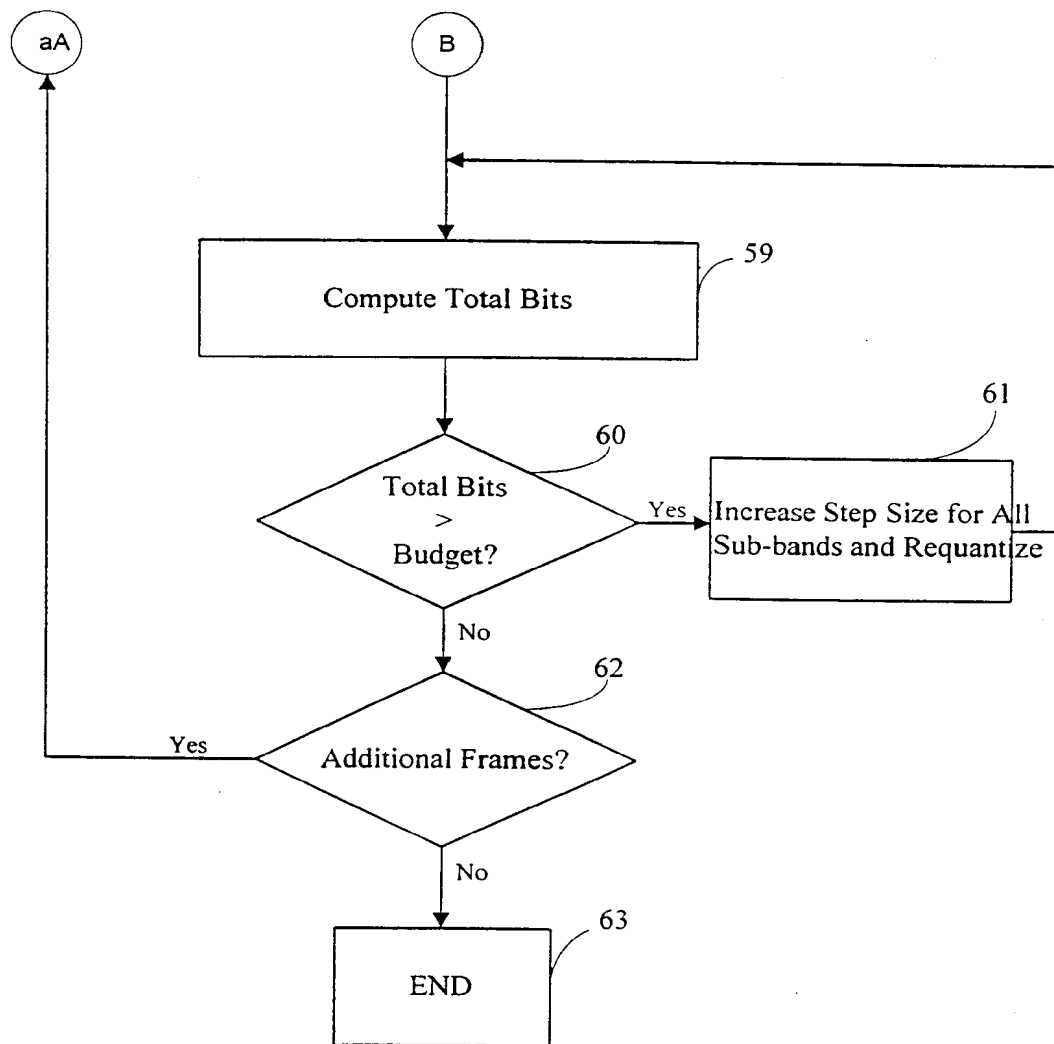 aA
B
59
Compute Total Bits
61
60
Total Bits
>
Budget?
Yes
Increase Step Size for All
Sub-bands and Requantize
No
62
Yes
Additional Frames?
No
63
END